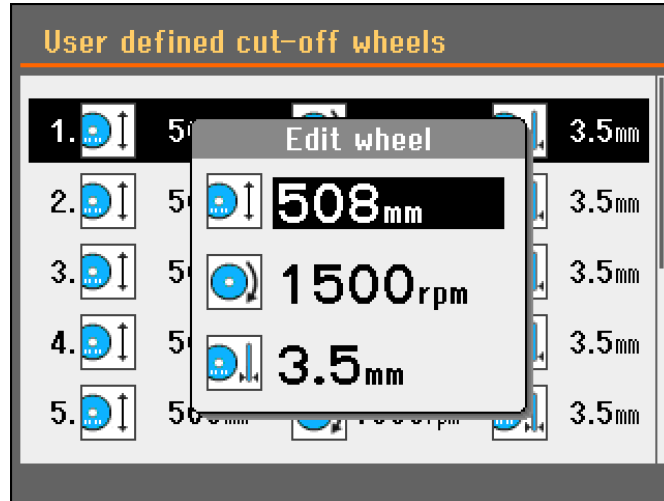 User defined cut-off wheels
1. 3.5mm
Edit wheel
2. 508mm 3.5mm
3. 1500rpm 3.5mm
4. 3.5mm 3.5mm
5. 3.5mm